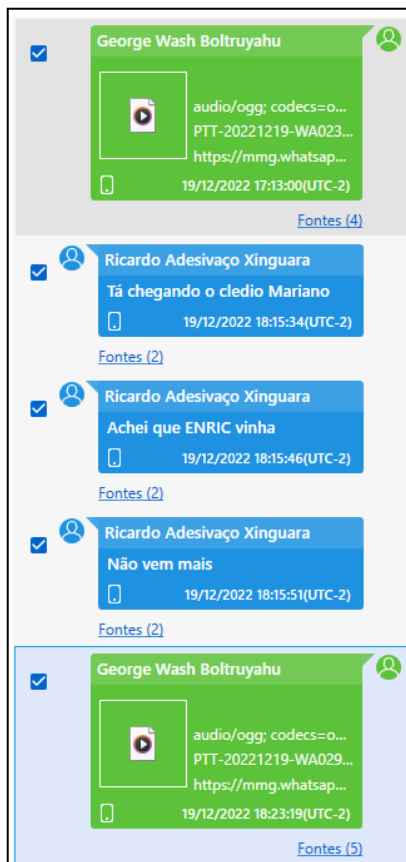 George Wash Boltruyahu
audio/ogg; codecs=o...
PTT-20221219-WA023...
https://mmg.whatsap...
19/12/2022 17:13:00(UTC-2)
Fontes (4)
Ricardo Adesivaço Xinguara
Tá chegando o cledio Mariano
19/12/2022 18:15:34(UTC-2)
Fontes (2)
Ricardo Adesivaço Xinguara
Achei que ENRIC vinha
19/12/2022 18:15:46(UTC-2)
Fontes (2)
Ricardo Adesivaço Xinguara
Não vem mais
19/12/2022 18:15:51(UTC-2)
Fontes (2)
George Wash Boltruyahu
audio/ogg; codecs=o...
PTT-20221219-WA029...
https://mmg.whatsap...
19/12/2022 18:23:19(UTC-2)
Fontes (5)